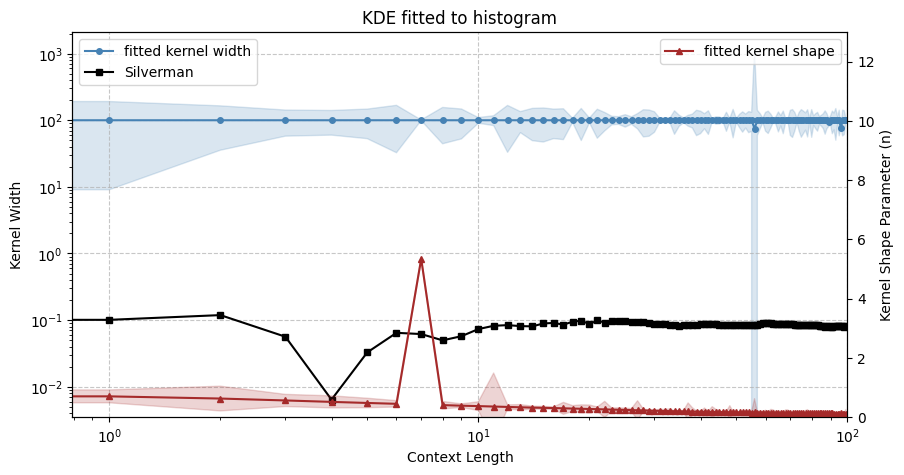 KDE fitted to histogram
fitted kernel width
Silverman
fitted kernel shape
Kernel Width
10³
10²
10¹
10⁰
10⁻¹
10⁻²
12
10
8
6
4
2
0
Kernel Shape Parameter (n)
10⁰
10¹
10²
Context Length